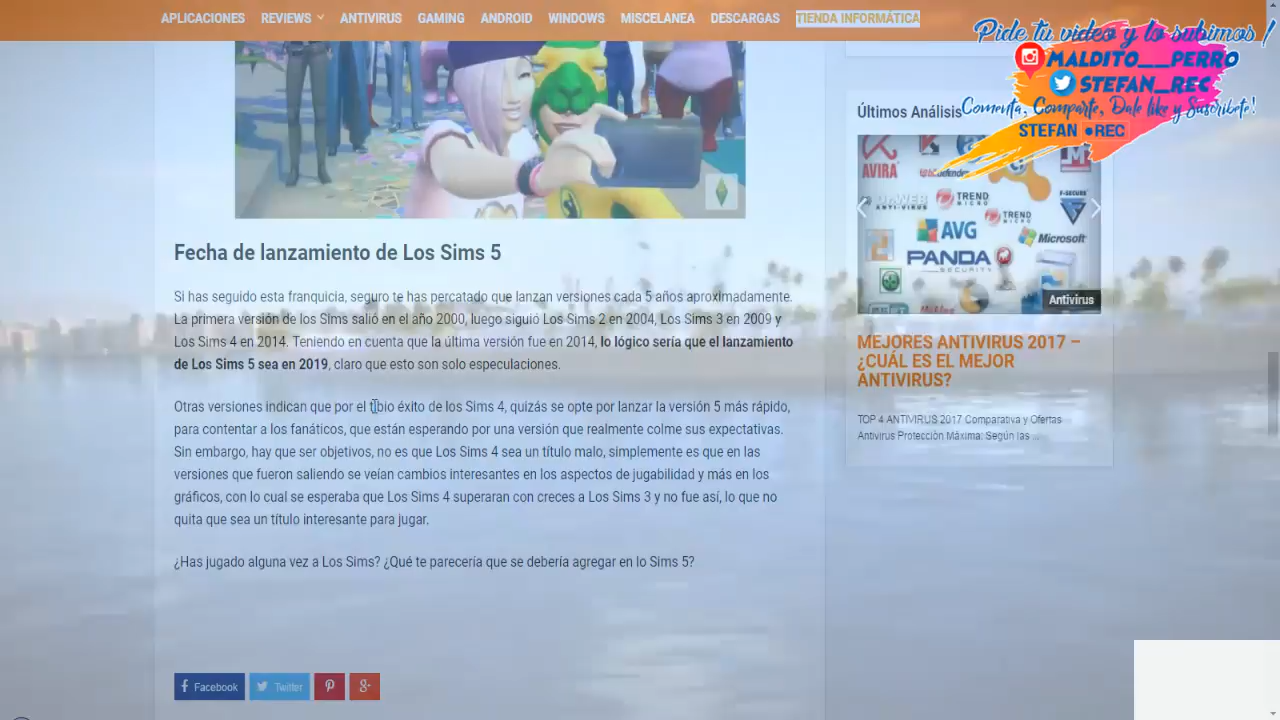 APLICACIONES REVIEWS ANTIVIRUS GAMING ANDROID WINDOWS MISCELANEA DESCARGAS TIENDA INFORMÁTICA
Pide tu video y lo subimos /
MALDITO__PERRO
STEFAN_REC
Comenta, Comparte, Dale like y Suscribete!
STEFAN ●REC
Fecha de lanzamiento de Los Sims 5
Si has seguido esta franquicia, seguro te has percatado que lanzan versiones cada 5 años aproximadamente.
La primera versión de los Sims salió en el año 2000, luego siguió Los Sims 2 en 2004, Los Sims 3 en 2009 y
Los Sims 4 en 2014. Teniendo en cuenta que la última versión fue en 2014, lo lógico sería que el lanzamiento
de Los Sims 5 sea en 2019, claro que esto son solo especulaciones.
Otras versiones indican que por el tibio éxito de los Sims 4, quizás se opte por lanzar la versión 5 más rápido,
para contentar a los fanáticos, que están esperando por una versión que realmente colme sus expectativas.
Sin embargo, hay que ser objetivos, no es que Los Sims 4 sea un título malo, simplemente es que en las
versiones que fueron saliendo se veían cambios interesantes en los aspectos de jugabilidad y más en los
gráficos, con lo cual se esperaba que Los Sims 4 superaran con creces a Los Sims 3 y no fue así, lo que no
quita que sea un título interesante para jugar.
¿Has jugado alguna vez a Los Sims? ¿Qué te parecería que se debería agregar en lo Sims 5?
Facebook Twitter
Últimos Análisis
AVIRA
TREND MICRO
TREND MICRO
F-SECURE
AVG
Microsoft
PANDA
SECURITY
Antivirus
MEJORES ANTIVIRUS 2017 –
¿CUÁL ES EL MEJOR
ANTIVIRUS?
TOP 4 ANTIVIRUS 2017 Comparativa y Ofertas
Antivirus Protección Máxima: Según las ...